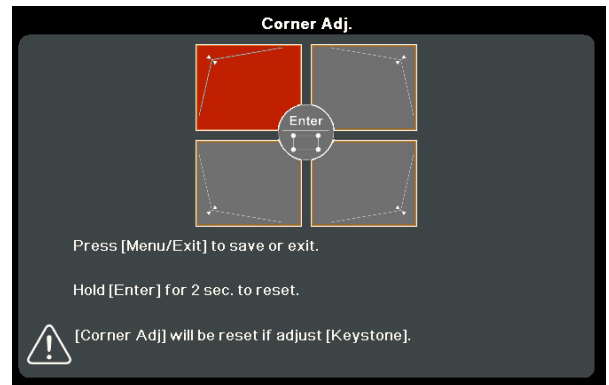 Corner Adj.
Enter
Press [Menu/Exit] to save or exit.
Hold [Enter] for 2 sec. to reset.
[Corner Adj] will be reset if adjust [Keystone].